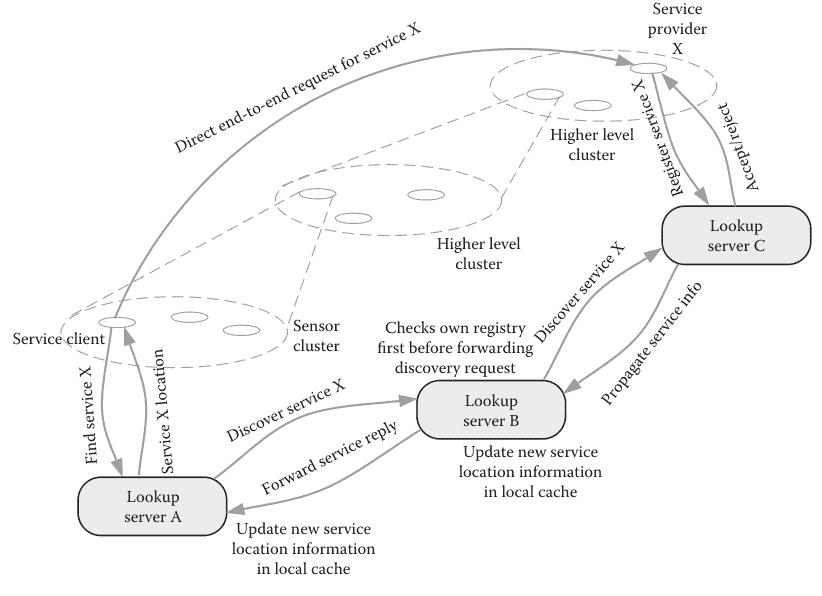 Service
provider
X
Direct end-to-end request for service X
Higher level
cluster
Register service X
Accept/reject
Lookup
server C
Higher level
cluster
Discover service X
Propagate service info
Service client
Sensor
cluster
Checks own registry
first before forwarding
discovery request
Find service X
Service X location
Discover service X
Lookup
server B
Forward service reply
Update new service
location information
in local cache
Lookup
server A
Update new service
location information
in local cache